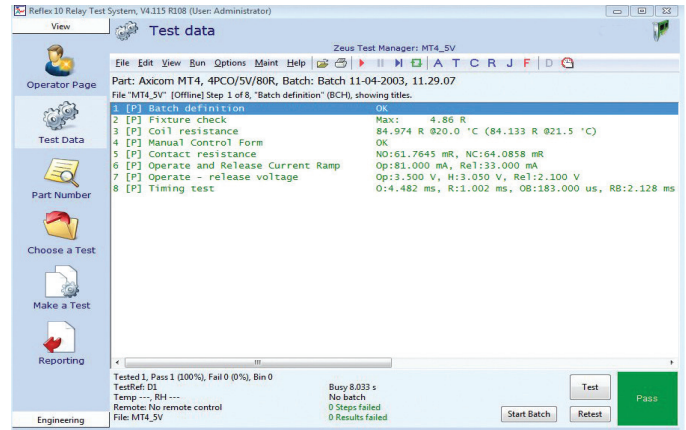 Reflex 10 Relay Test System, V4.115 R108 (User: Administrator)
View
Test data
Zeus Test Manager: MT4_5V
File Edit View Run Options Maint Help A T C R J F D
Operator Page
Part: Axicom MT4, 4PCO/5V/80R, Batch: Batch 11-04-2003, 11.29.07
File "MT4_5V" [Offline] Step 1 of 8, "Batch definition" (BCH), showing titles.
1 [P] Batch definition OK
2 [P] Fixture check Max: 4.86 R
3 [P] Coil resistance 84.974 R @20.0 'C (84.133 R @21.5 'C)
4 [P] Manual Control Form OK
5 [P] Contact resistance NO:61.7645 mR, NC:64.0858 mR
6 [P] Operate and Release Current Ramp Op:81.000 mA, Rel:33.000 mA
7 [P] Operate - release voltage Op:3.500 V, H:3.050 V, Rel:2.100 V
8 [P] Timing test O:4.482 ms, R:1.002 ms, OB:183.000 us, RB:2.128 ms
Test Data
Part Number
Choose a Test
Make a Test
Reporting
Engineering
Tested 1, Pass 1 (100%), Fail 0 (0%), Bin 0
TestRef: D1 Busy 8.033 s
Temp ---, RH --- No batch
Remote: No remote control 0 Steps failed
File: MT4_5V 0 Results failed
Test
Start Batch Retest
Pass